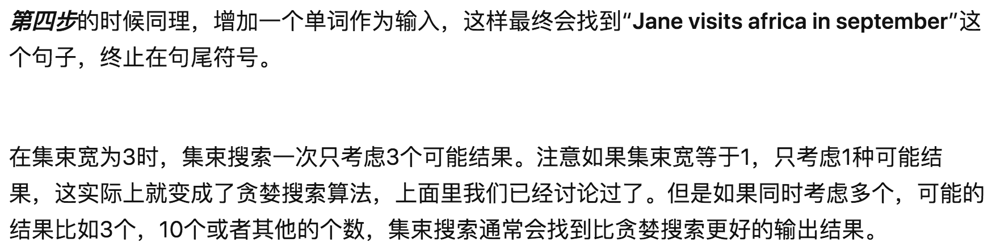 第四步的时候同理，增加一个单词作为输入，这样最终会找到“Jane visits africa in september”这
个句子，终止在句尾符号。
在集束宽为3时，集束搜索一次只考虑3个可能结果。注意如果集束宽等于1，只考虑1种可能结
果，这实际上就变成了贪婪搜索算法，上面里我们已经讨论过了。但是如果同时考虑多个，可能的
结果比如3个，10个或者其他的个数，集束搜索通常会找到比贪婪搜索更好的输出结果。